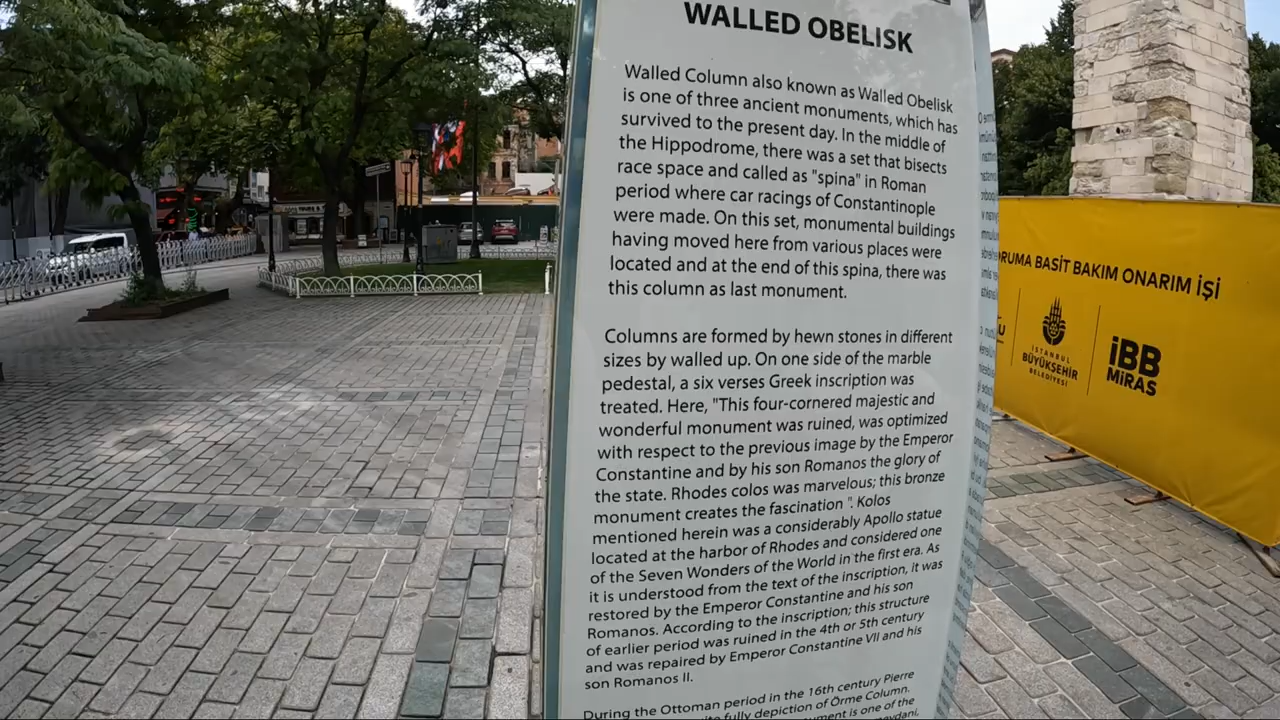 WALLED OBELISK
Walled Column also known as Walled Obelisk
is one of three ancient monuments, which has
survived to the present day. In the middle of
the Hippodrome, there was a set that bisects
race space and called as "spina" in Roman
period where car racings of Constantinople
were made. On this set, monumental buildings
having moved here from various places were
located and at the end of this spina, there was
this column as last monument.
Columns are formed by hewn stones in different
sizes by walled up. On one side of the marble
pedestal, a six verses Greek inscription was
treated. Here, "This four-cornered majestic and
wonderful monument was ruined, was optimized
with respect to the previous image by the Emperor
Constantine and by his son Romanos the glory of
the state. Rhodes colos was marvelous; this bronze
monument creates the fascination ". Kolos
mentioned herein was a considerably Apollo statue
located at the harbor of Rhodes and considered one
of the Seven Wonders of the World in the first era. As
it is understood from the text of the inscription, it was
restored by the Emperor Constantine and his son
Romanos. According to the inscription; this structure
of earlier period was ruined in the 4th or 5th century
and was repaired by Emperor Constantine VII and his
son Romanos II.
During the Ottoman period in the 16th century Pierre
fully depiction of Örme Column.
is one of the
ORUMA BASIT BAKIM ONARIM İŞİ
İSTANBUL
BÜYÜKŞEHİR
BELEDİYESİ
iBB
MİRAS